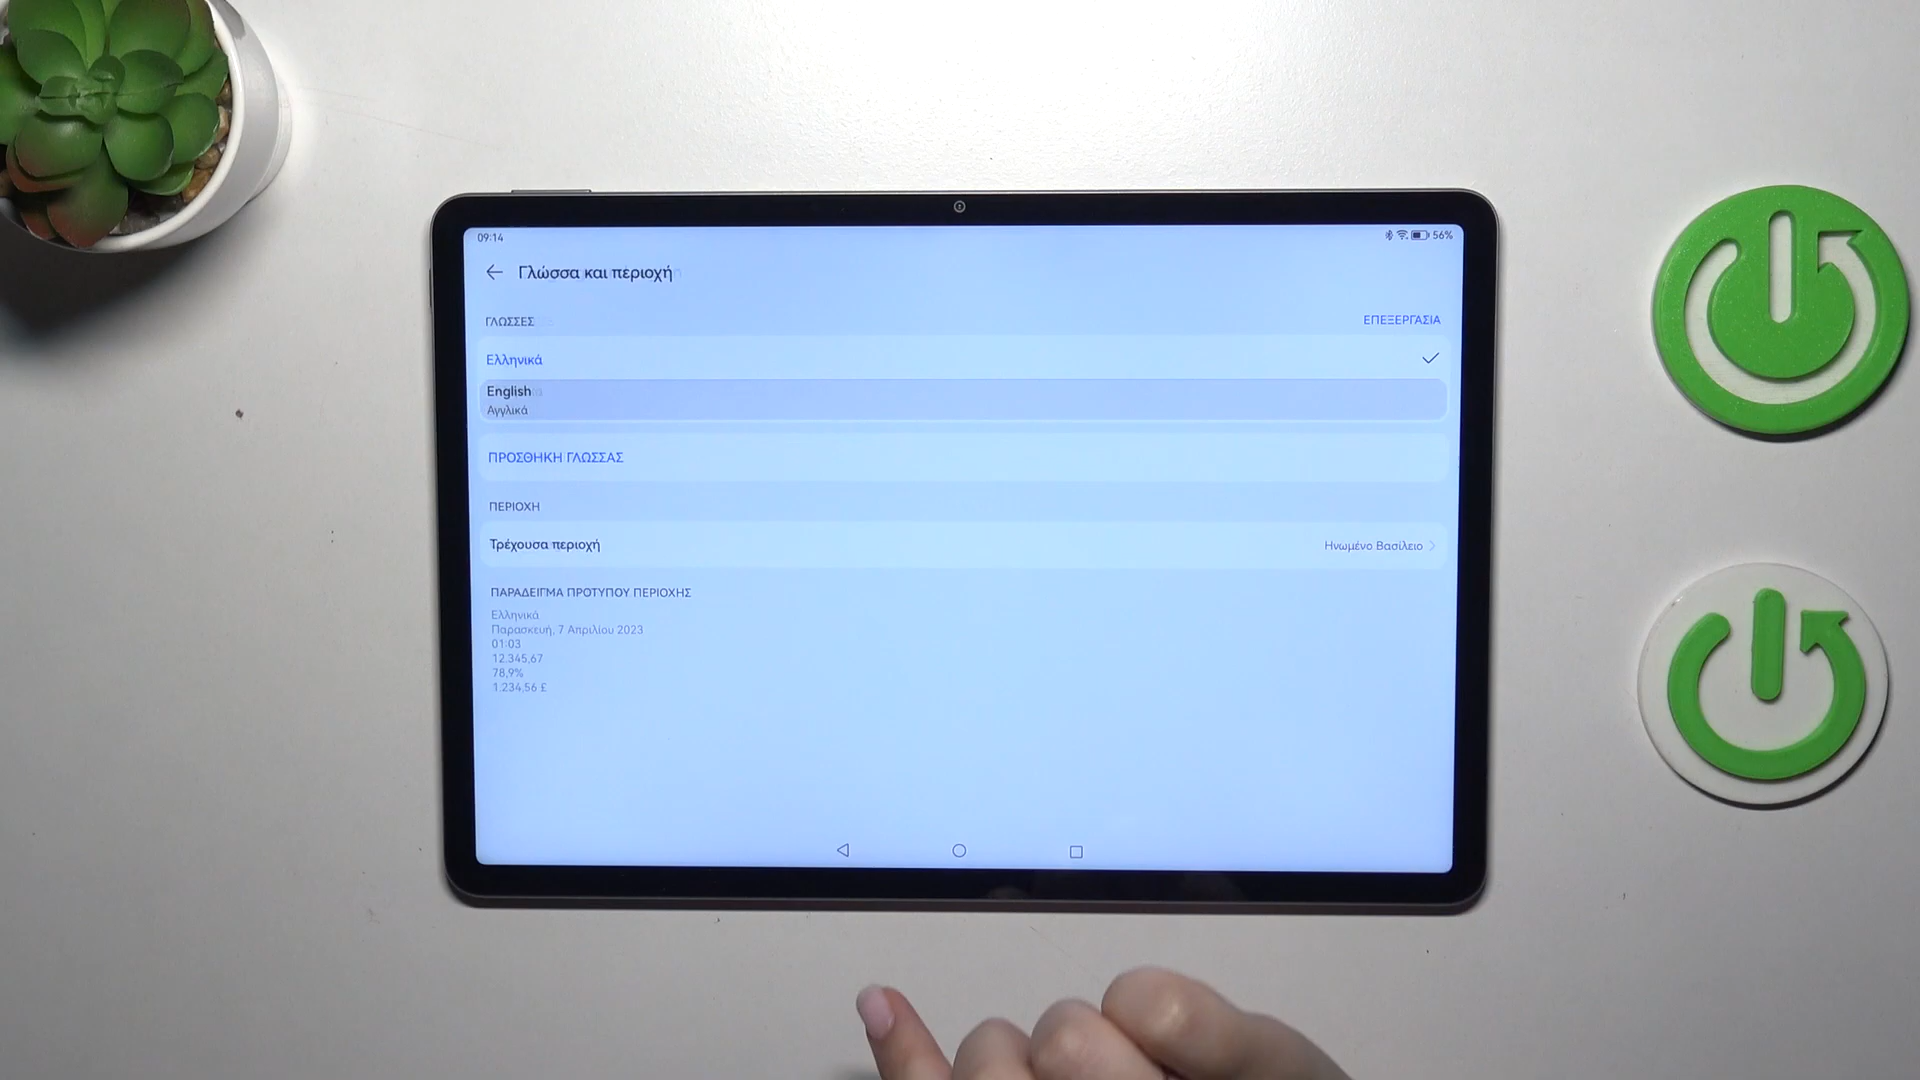 09:14
56%
Γλώσσα και περιοχή
ΓΛΩΣΣΕΣ
ΕΠΕΞΕΡΓΑΣΙΑ
Ελληνικά
English
Αγγλικά
ΠΡΟΣΘΗΚΗ ΓΛΩΣΣΑΣ
ΠΕΡΙΟΧΗ
Τρέχουσα περιοχή
Ηνωμένο Βασίλειο
ΠΑΡΑΔΕΙΓΜΑ ΠΡΟΤΥΠΟΥ ΠΕΡΙΟΧΗΣ
Ελληνικά
Παρασκευή, 7 Απριλίου 2023
01:03
12.345,67
78,9%
1.234,56 £